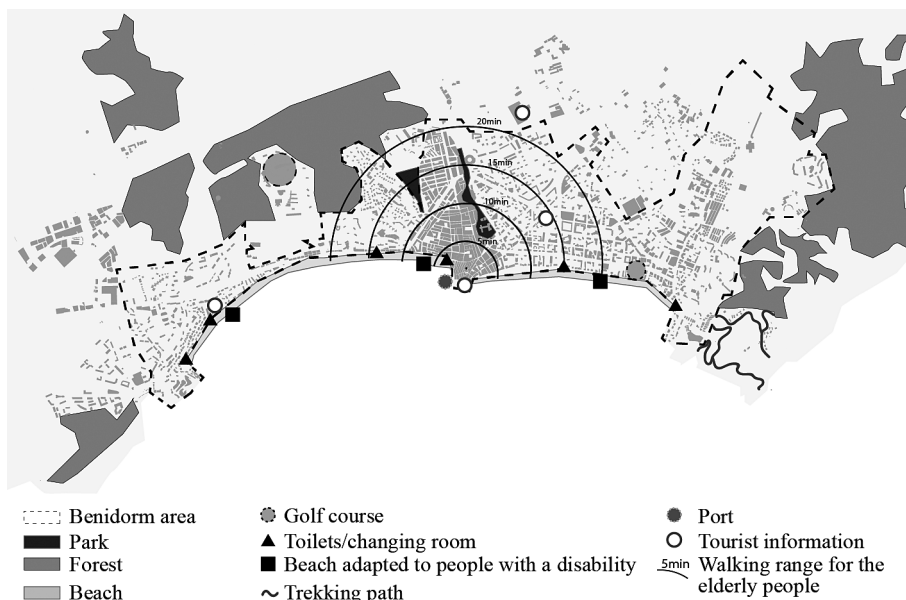 20min
15min
10min
5min
Benidorm area
Park
Forest
Beach
Golf course
Toilets/changing room
Beach adapted to people with a disability
Trekking path
Port
Tourist information
5min Walking range for the
elderly people